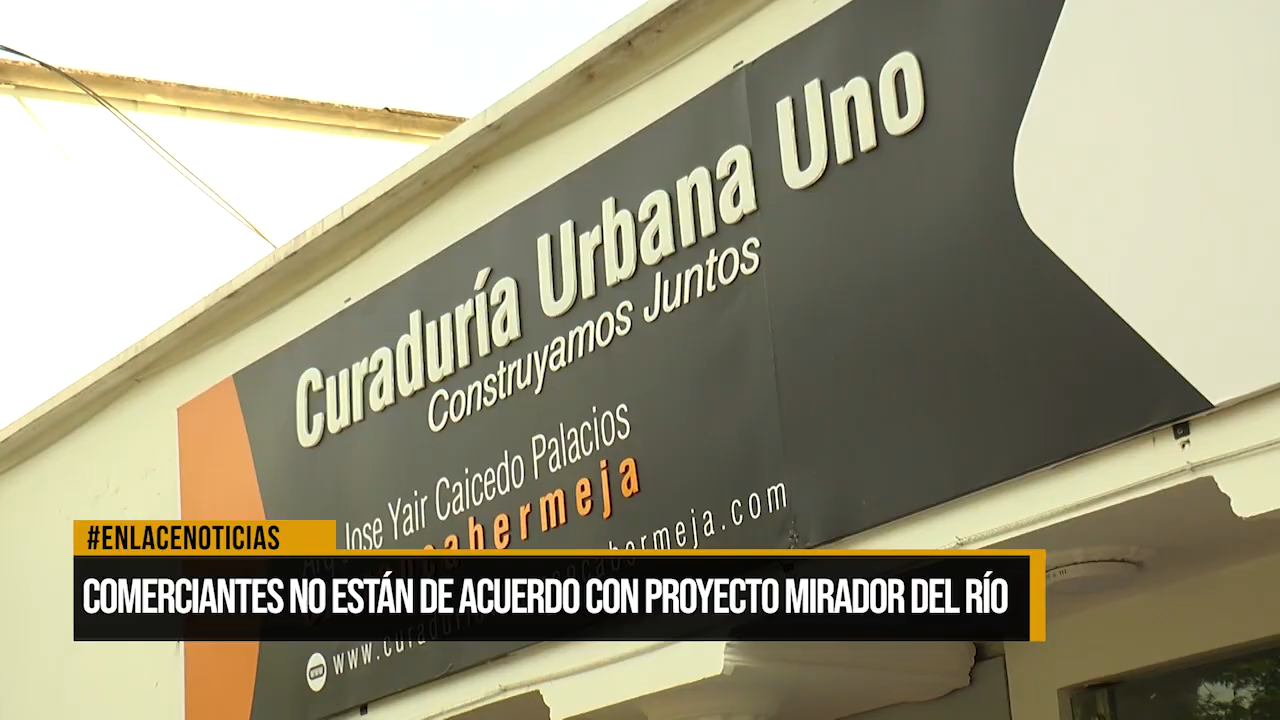 Curaduría Urbana Uno
Construyamos Juntos
Jose Yair Caicedo Palacios
#ENLACENOTICIAS
COMERCIANTES NO ESTÁN DE ACUERDO CON PROYECTO MIRADOR DEL RÍO